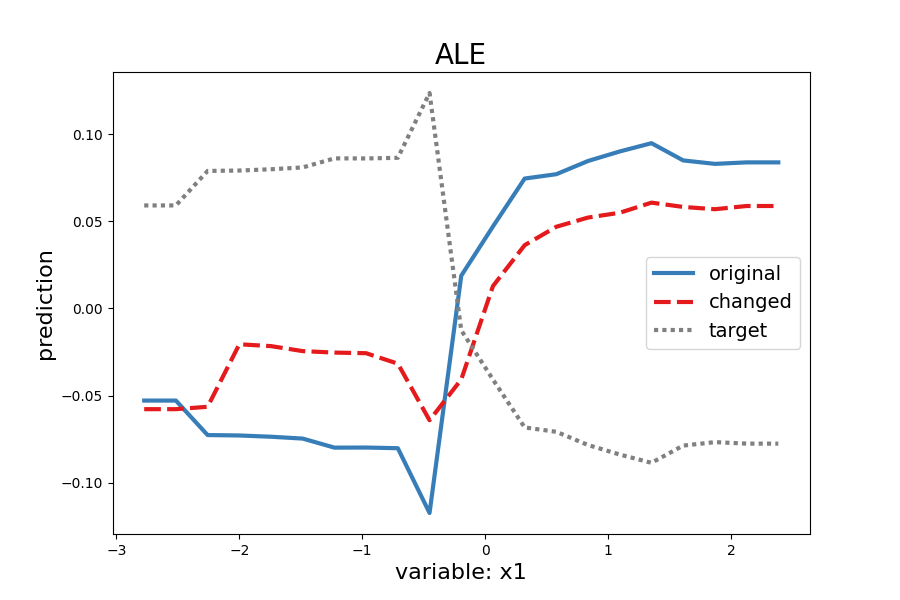 ALE
prediction
0.10
0.05
0.00
−0.05
−0.10
original
changed
target
−3
−2
−1
0
1
2
variable: x1